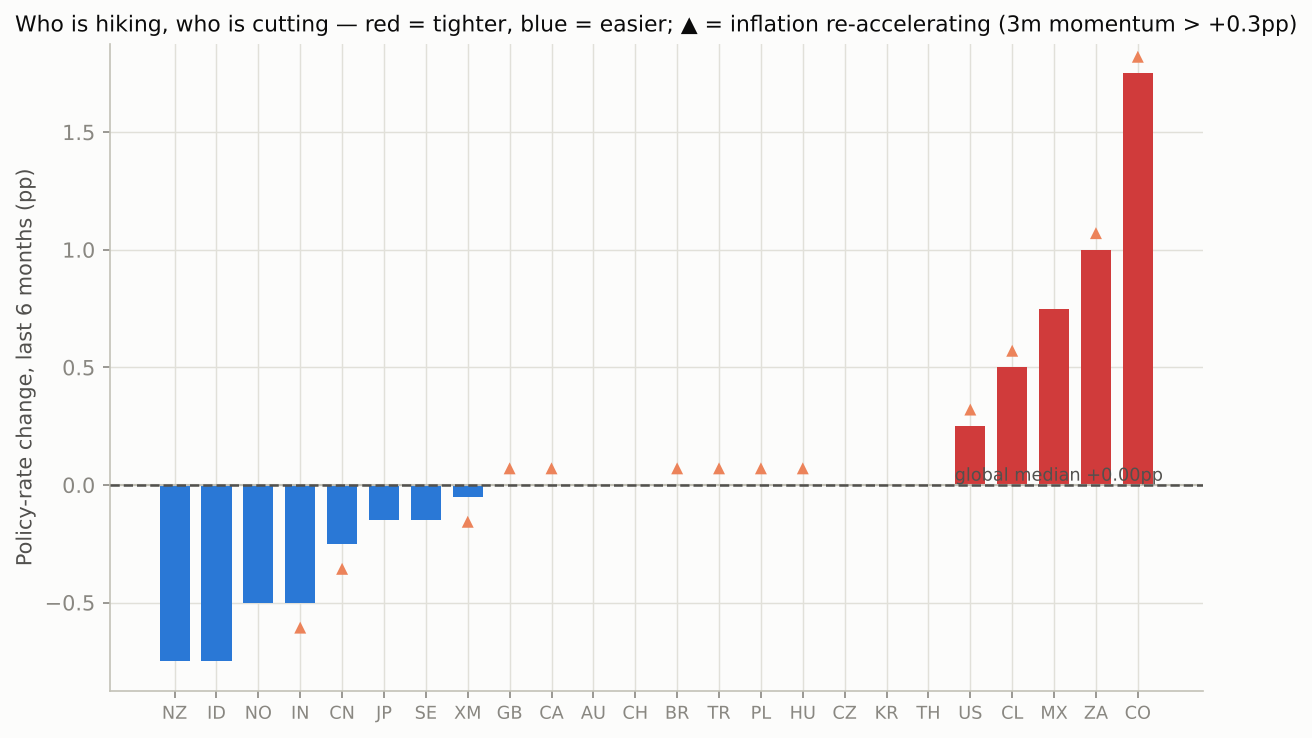 Who is hiking, who is cutting — red = tighter, blue = easier; ▲ = inflation re-accelerating (3m momentum > +0.3pp)
Policy-rate change, last 6 months (pp)
1.5
1.0
0.5
0.0
−0.5
global median +0.00pp
NZ ID NO IN CN JP SE XM GB CA AU CH BR TR PL HU CZ KR TH US CL MX ZA CO